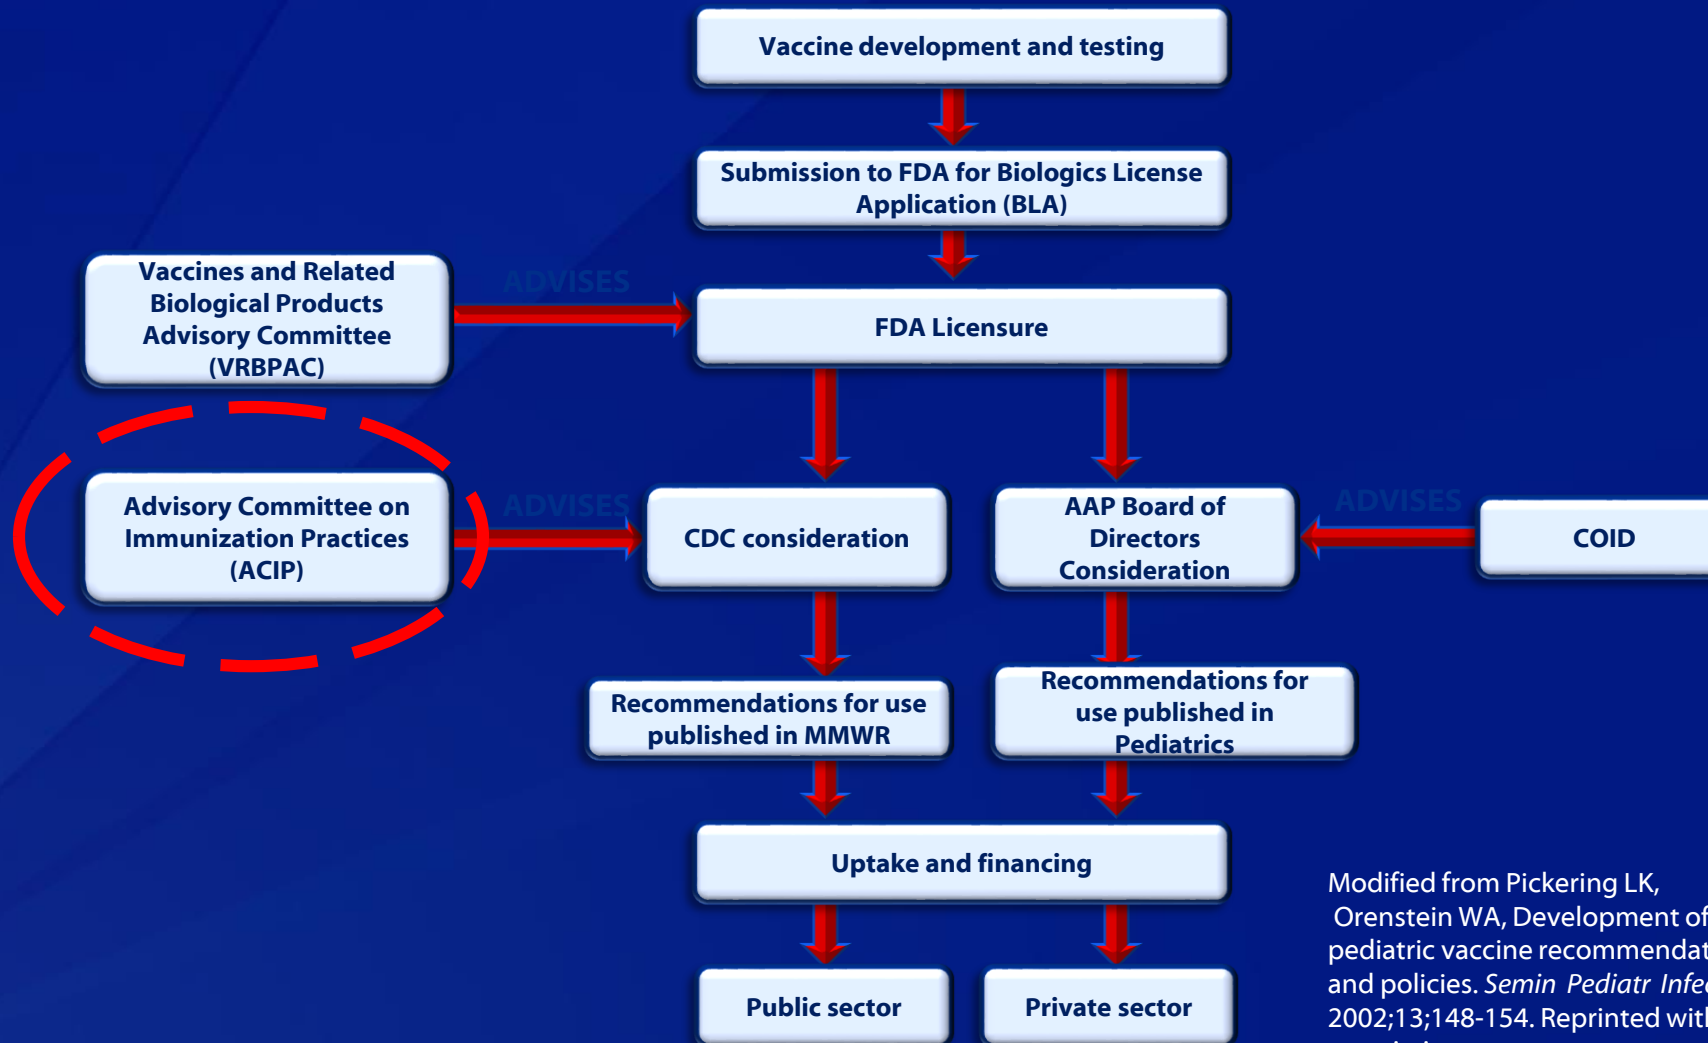 Vaccine development and testing
Submission to FDA for Biologics License
Application (BLA)
Vaccines and Related
Biological Products
Advisory Committee
(VRBPAC)
ADVISES
FDA Licensure
Advisory Committee on
Immunization Practices
(ACIP)
ADVISES
CDC consideration
AAP Board of
Directors
Consideration
ADVISES
COID
Recommendations for use
published in MMWR
Recommendations for
use published in
Pediatrics
Uptake and financing
Public sector
Private sector
Modified from Pickering LK,
Orenstein WA, Development of
pediatric vaccine
and policies. Semin Pediatr
2002;13;148-154. Reprinted